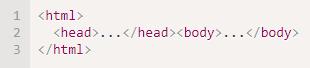 1 <html>
2   <head>...</head><body>...</body>
3 </html>